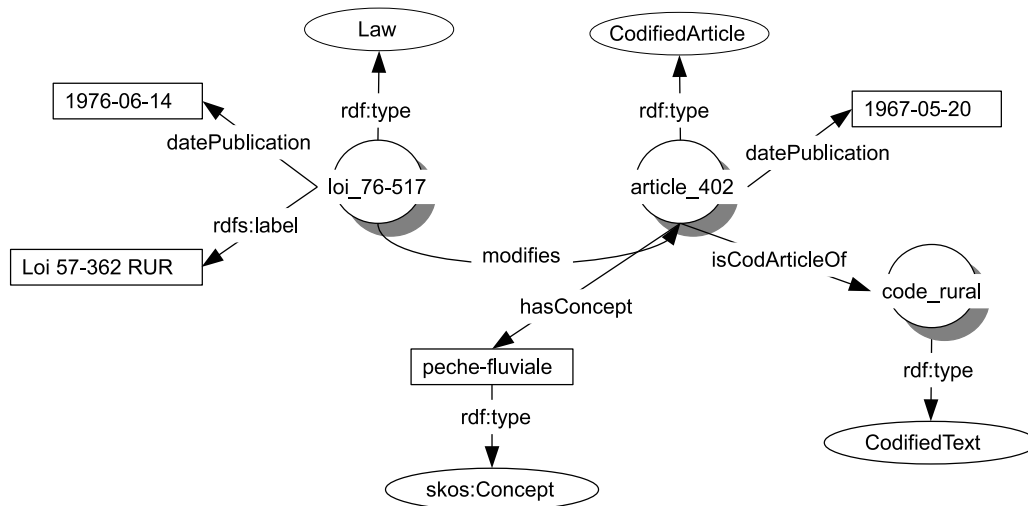 Law
CodifiedArticle
1976-06-14
1967-05-20
rdf:type
rdf:type
datePublication
datePublication
loi_76-517
article_402
rdfs:label
modifies
isCodArticleOf
Loi 57-362 RUR
code_rural
hasConcept
peche-fluviale
rdf:type
rdf:type
CodifiedText
skos:Concept